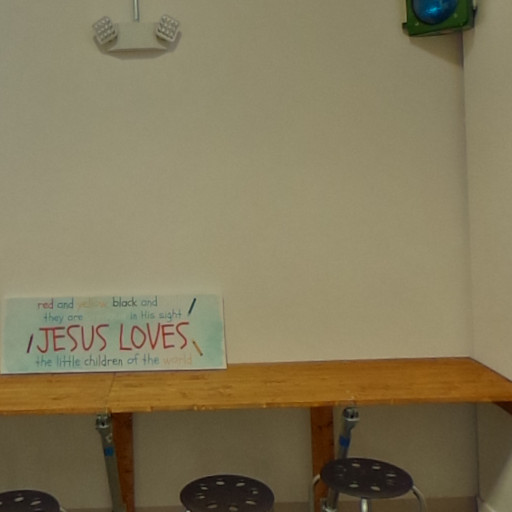 red and yellow black and
they are in His sight
JESUS LOVES
the little children of the world